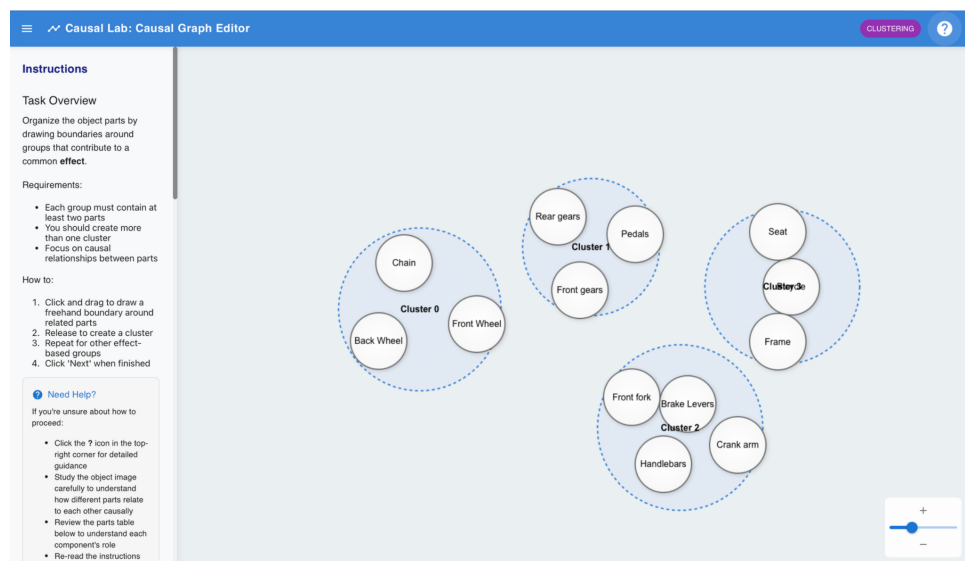 Causal Lab: Causal Graph Editor
CLUSTERING
?
Instructions
Task Overview
Organize the object parts by
drawing boundaries around
groups that contribute to a
common effect.
Requirements:
• Each group must contain at
least two parts
• You should create more
than one cluster
• Focus on causal
relationships between parts
How to:
1. Click and drag to draw a
freehand boundary around
related parts
2. Release to create a cluster
3. Repeat for other effect-
based groups
4. Click 'Next' when finished
? Need Help?
If you're unsure about how to
proceed:
• Click the ? icon in the top-
right corner for detailed
guidance
• Study the object image
carefully to understand
how different parts relate
to each other causally
• Review the parts table
below to understand each
component's role
• Re-read the instructions
Chain
Cluster 0
Front Wheel
Back Wheel
Rear gears
Pedals
Cluster 1
Front gears
Seat
Cluster 3
Frame
Front fork
Brake Levers
Cluster 2
Crank arm
Handlebars
+
−